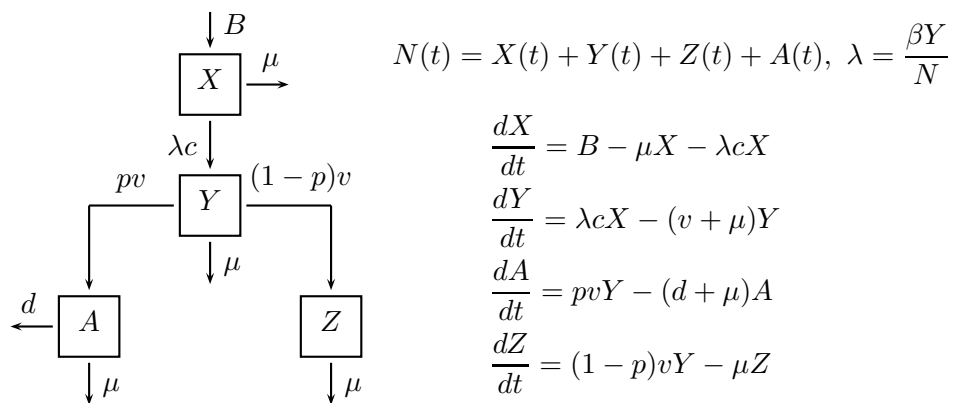 B
X
μ
λc
pv
Y
(1 − p)v
μ
d
A
Z
μ
μ
N(t) = X(t) + Y(t) + Z(t) + A(t), λ = βY/N
dX/dt = B − μX − λcX
dY/dt = λcX − (v + μ)Y
dA/dt = pvY − (d + μ)A
dZ/dt = (1 − p)vY − μZ